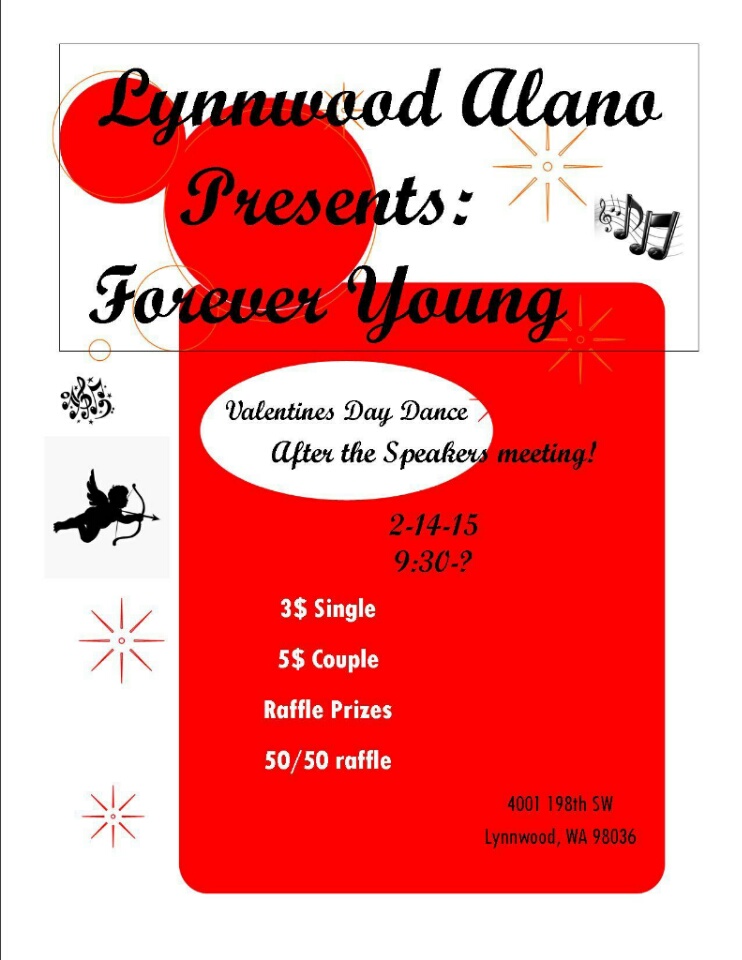 Lynnwood Alano
Presents:
Forever Young
Valentines Day Dance
After the Speakers meeting!
2-14-15
9:30-?
3$ Single
5$ Couple
Raffle Prizes
50/50 raffle
4001 198th SW
Lynnwood, WA 98036